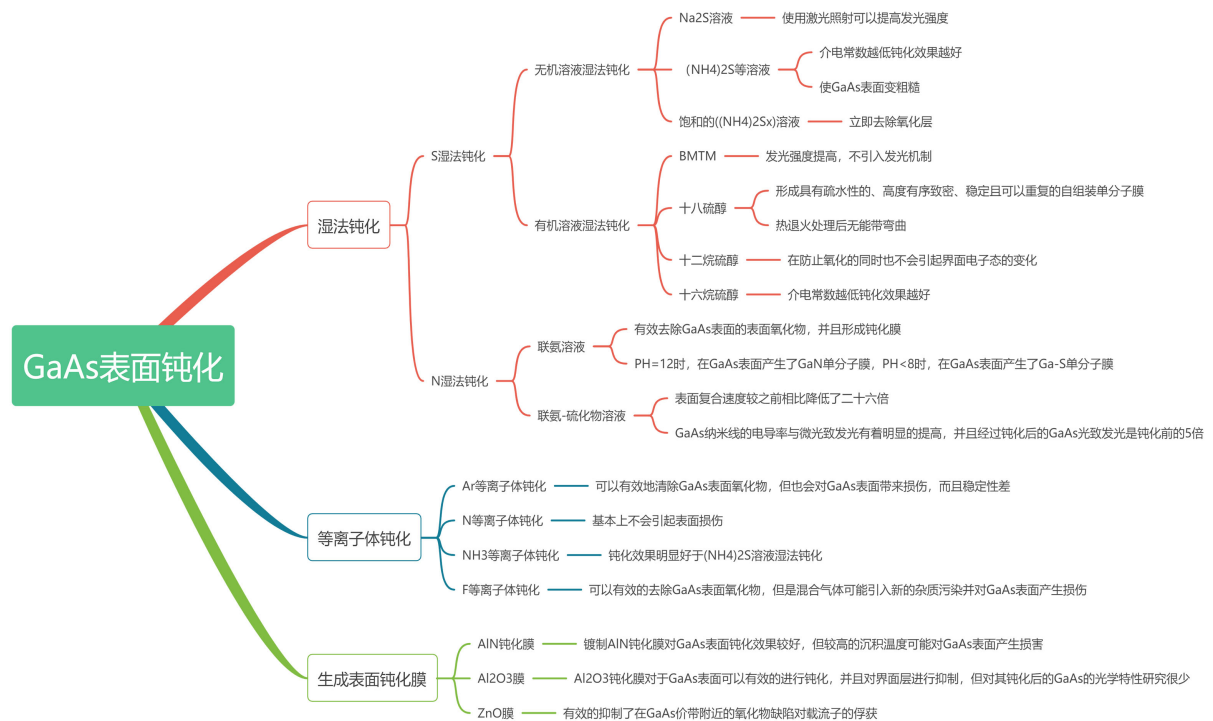 GaAs表面钝化
湿法钝化
S湿法钝化
无机溶液湿法钝化
Na2S溶液
使用激光照射可以提高发光强度
（NH4)2S等溶液
介电常数越低钝化效果越好
使GaAs表面变粗糙
饱和的((NH4)2Sx)溶液
立即去除氧化层
有机溶液湿法钝化
BMTM
发光强度提高，不引入发光机制
十八硫醇
形成具有疏水性的、高度有序致密、稳定且可以重复的自组装单分子膜
热退火处理后无能带弯曲
十二烷硫醇
在防止氧化的同时也不会引起界面电子态的变化
十六烷硫醇
介电常数越低钝化效果越好
N湿法钝化
联氨溶液
有效去除GaAs表面的表面氧化物，并且形成钝化膜
PH=12时，在GaAs表面产生了GaN单分子膜，PH<8时，在GaAs表面产生了Ga-S单分子膜
联氨-硫化物溶液
表面复合速度较之前相比降低了二十六倍
GaAs纳米线的电导率与微光致发光有着明显的提高，并且经过钝化后的GaAs光致发光是钝化前的5倍
等离子体钝化
Ar等离子体钝化
可以有效地清除GaAs表面氧化物，但也会对GaAs表面带来损伤，而且稳定性差
N等离子体钝化
基本上不会引起表面损伤
NH3等离子体钝化
钝化效果明显好于(NH4)2S溶液湿法钝化
F等离子体钝化
可以有效的去除GaAs表面氧化物，但是混合气体可能引入新的杂质污染并对GaAs表面产生损伤
生成表面钝化膜
AlN钝化膜
镀制AlN钝化膜对GaAs表面钝化效果较好，但较高的沉积温度可能对GaAs表面产生损害
Al2O3膜
Al2O3钝化膜对于GaAs表面可以有效的进行钝化，并且对界面层进行抑制，但对其钝化后的GaAs的光学特性研究很少
ZnO膜
有效的抑制了在GaAs价带附近的氧化物缺陷对载流子的俘获